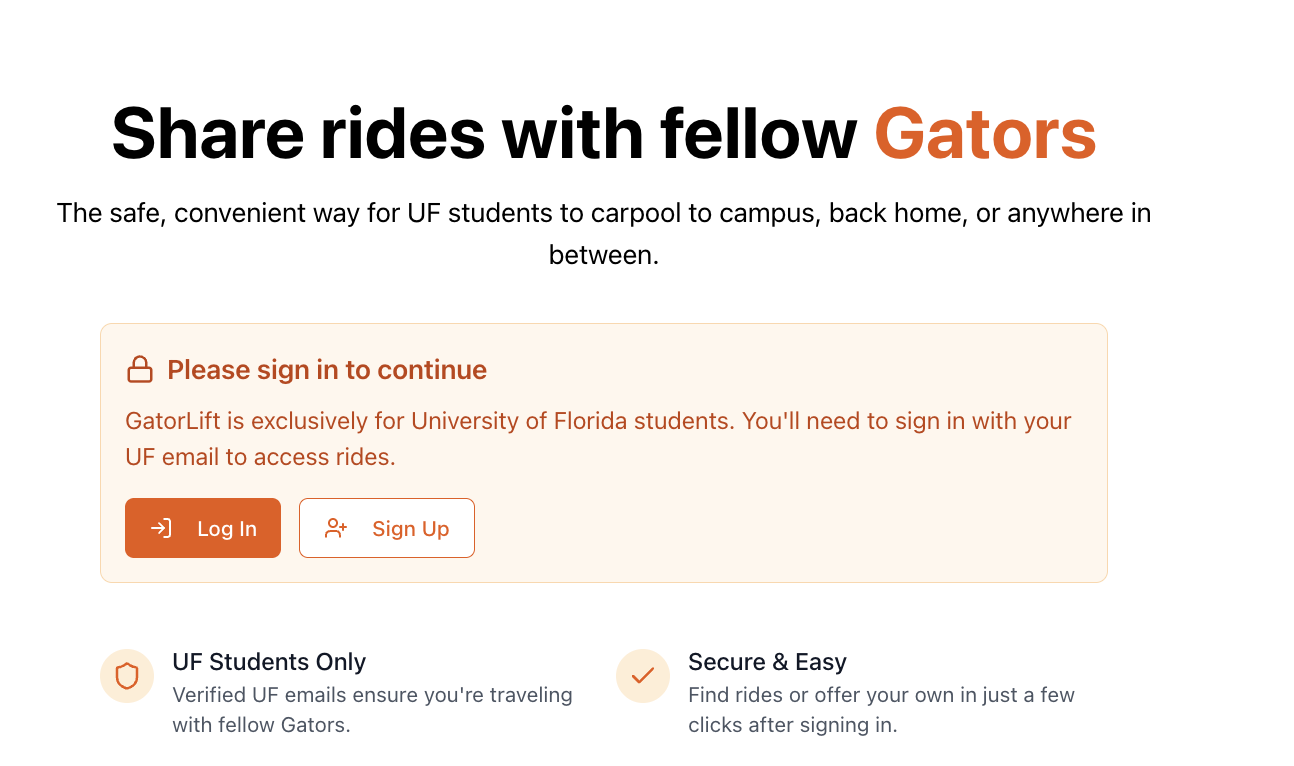 Share rides with fellow Gators
The safe, convenient way for UF students to carpool to campus, back home, or anywhere in
between.
Please sign in to continue
GatorLift is exclusively for University of Florida students. You'll need to sign in with your
UF email to access rides.
Log In
Sign Up
UF Students Only
Verified UF emails ensure you're traveling
with fellow Gators.
Secure & Easy
Find rides or offer your own in just a few
clicks after signing in.